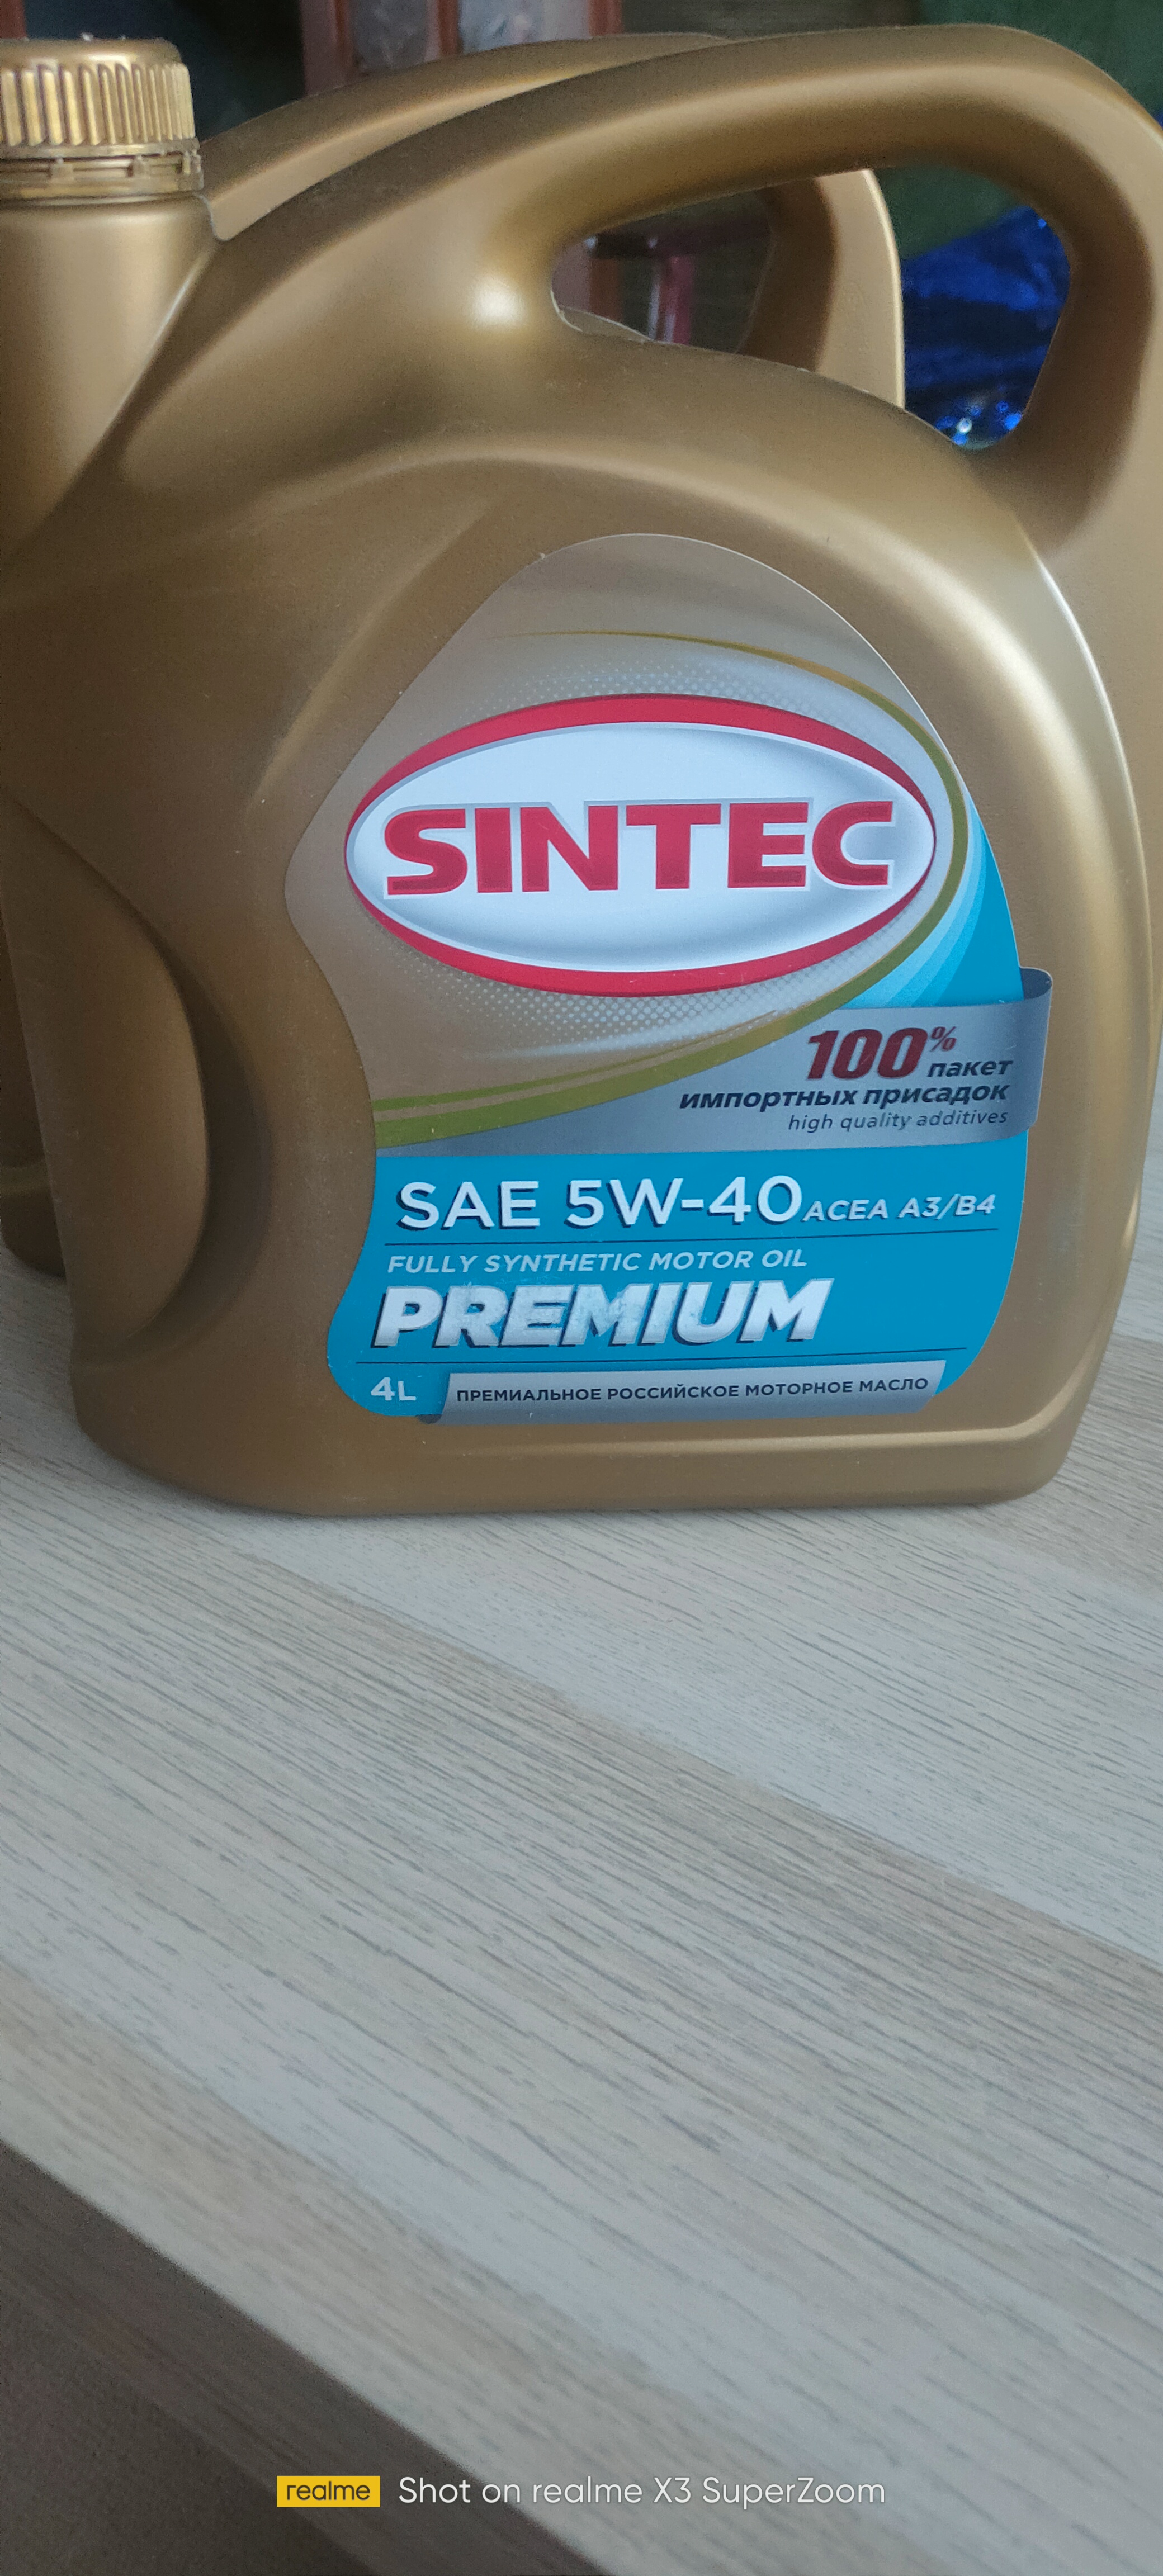 SINTEC
100%
пакет
импортных присадок
high quality additives
SAE 5W-40 ACEA A3/B4
FULLY SYNTHETIC MOTOR OIL
PREMIUM
4L ПРЕМИАЛЬНОЕ РОССИЙСКОЕ МОТОРНОЕ МАСЛО
realme Shot on realme X3 SuperZoom